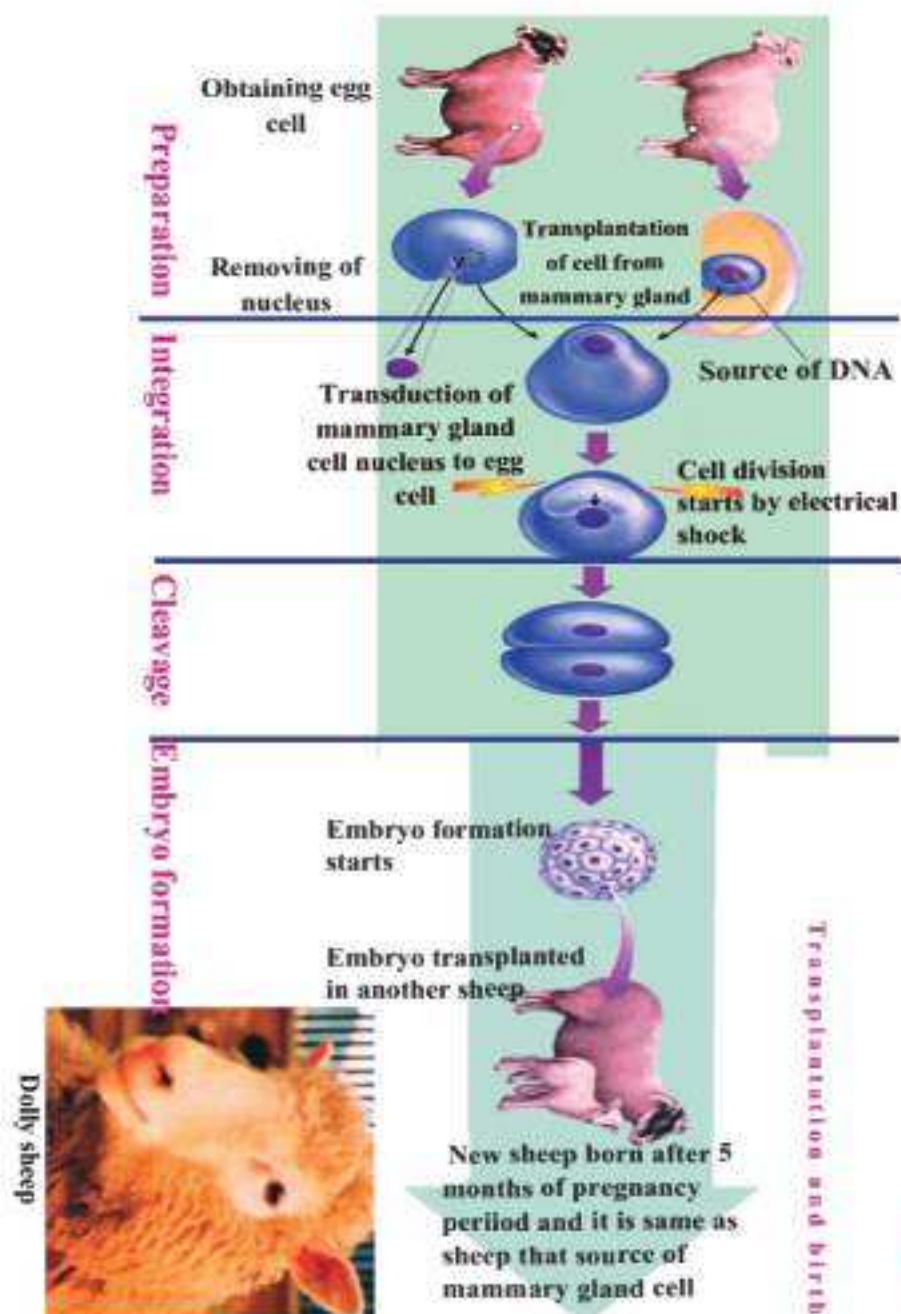 Obtaining egg
cell
Preparation
Removing of
nucleus
Transplantation
of cell from
mammary gland
Integration
Source of DNA
Transduction of
mammary gland
cell nucleus to egg
cell
Cell division
starts by electrical
shock
Cleavage
Embryo formation
Embryo formation
starts
Embryo transplanted
in another sheep
Transplantation and birth
Dolly sheep
New sheep born after 5
months of pregnancy
periiod and it is same as
sheep that source of
mammary gland cell